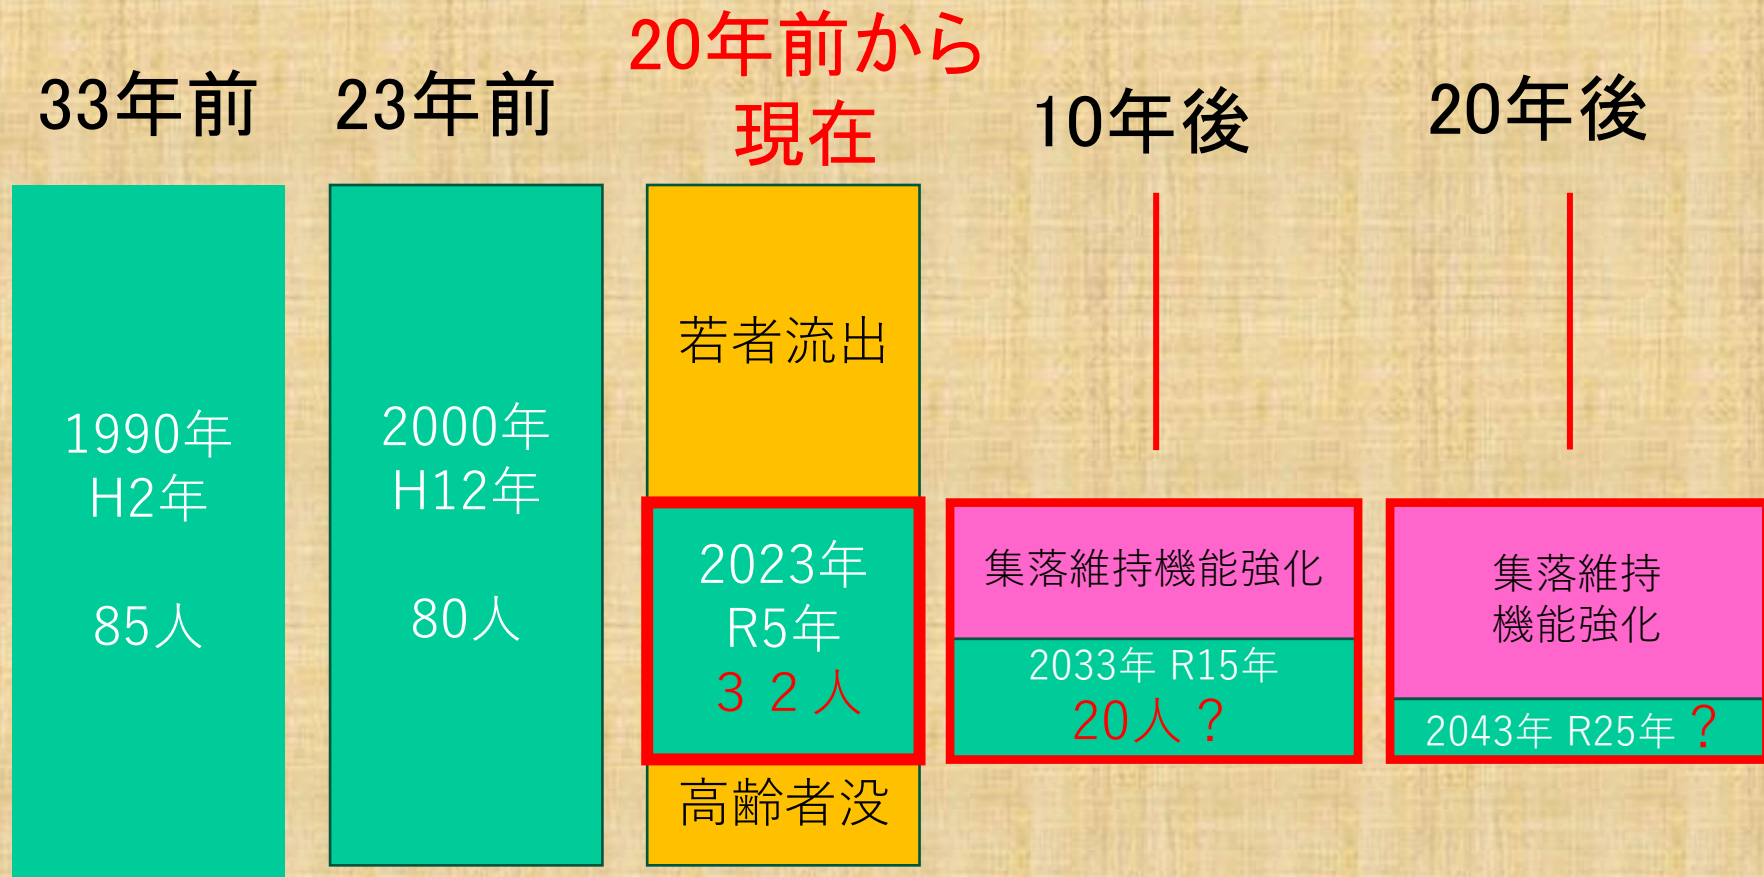 33年前
23年前
20年前から
現在
10年後
20年後
1990年
H2年
85人
2000年
H12年
80人
若者流出
2023年
R5年
３２人
高齢者没
集落維持機能強化
2033年 R15年
20人？
集落維持
機能強化
2043年 R25年？